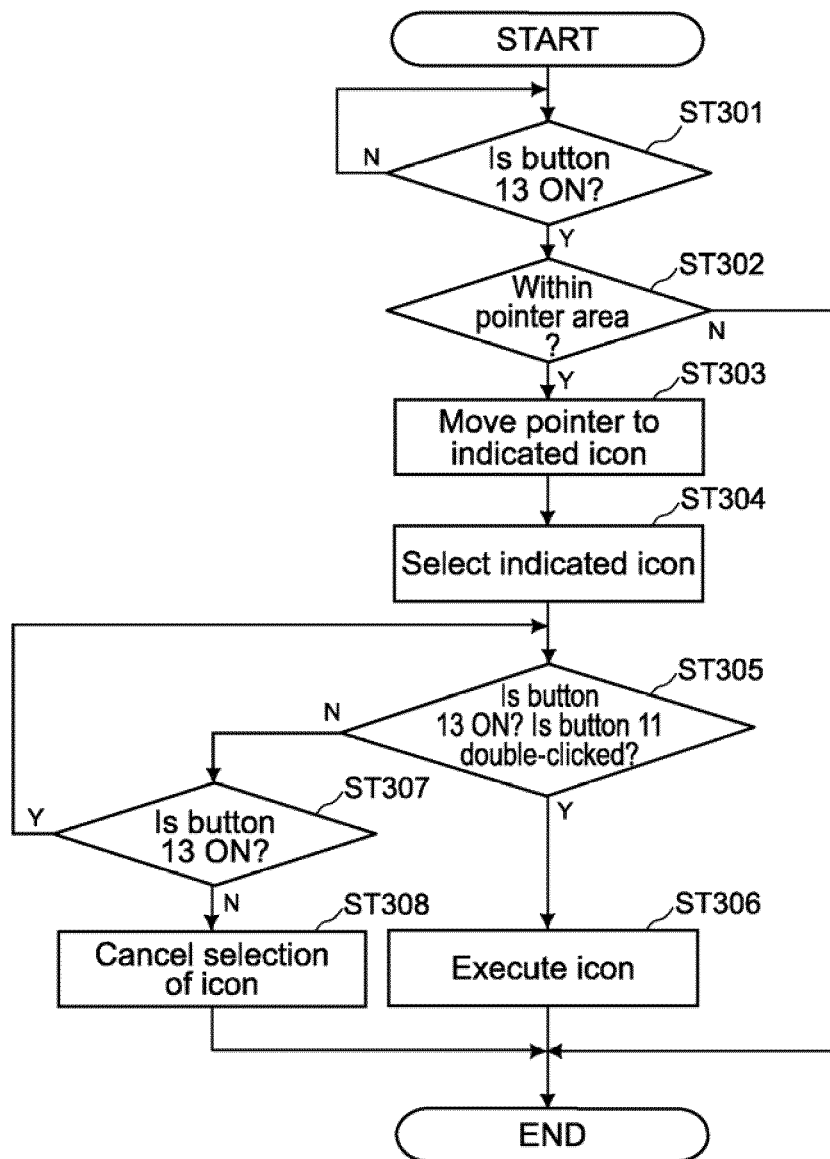 START
ST301
N
Is button
13 ON?
Y
ST302
Within
pointer area
?
N
Y
ST303
Move pointer to
indicated icon
ST304
Select indicated icon
ST305
N
Is button
13 ON? Is button 11
double-clicked?
ST307
Y
Y
Is button
13 ON?
N
ST308
ST306
Cancel selection
of icon
Execute icon
END